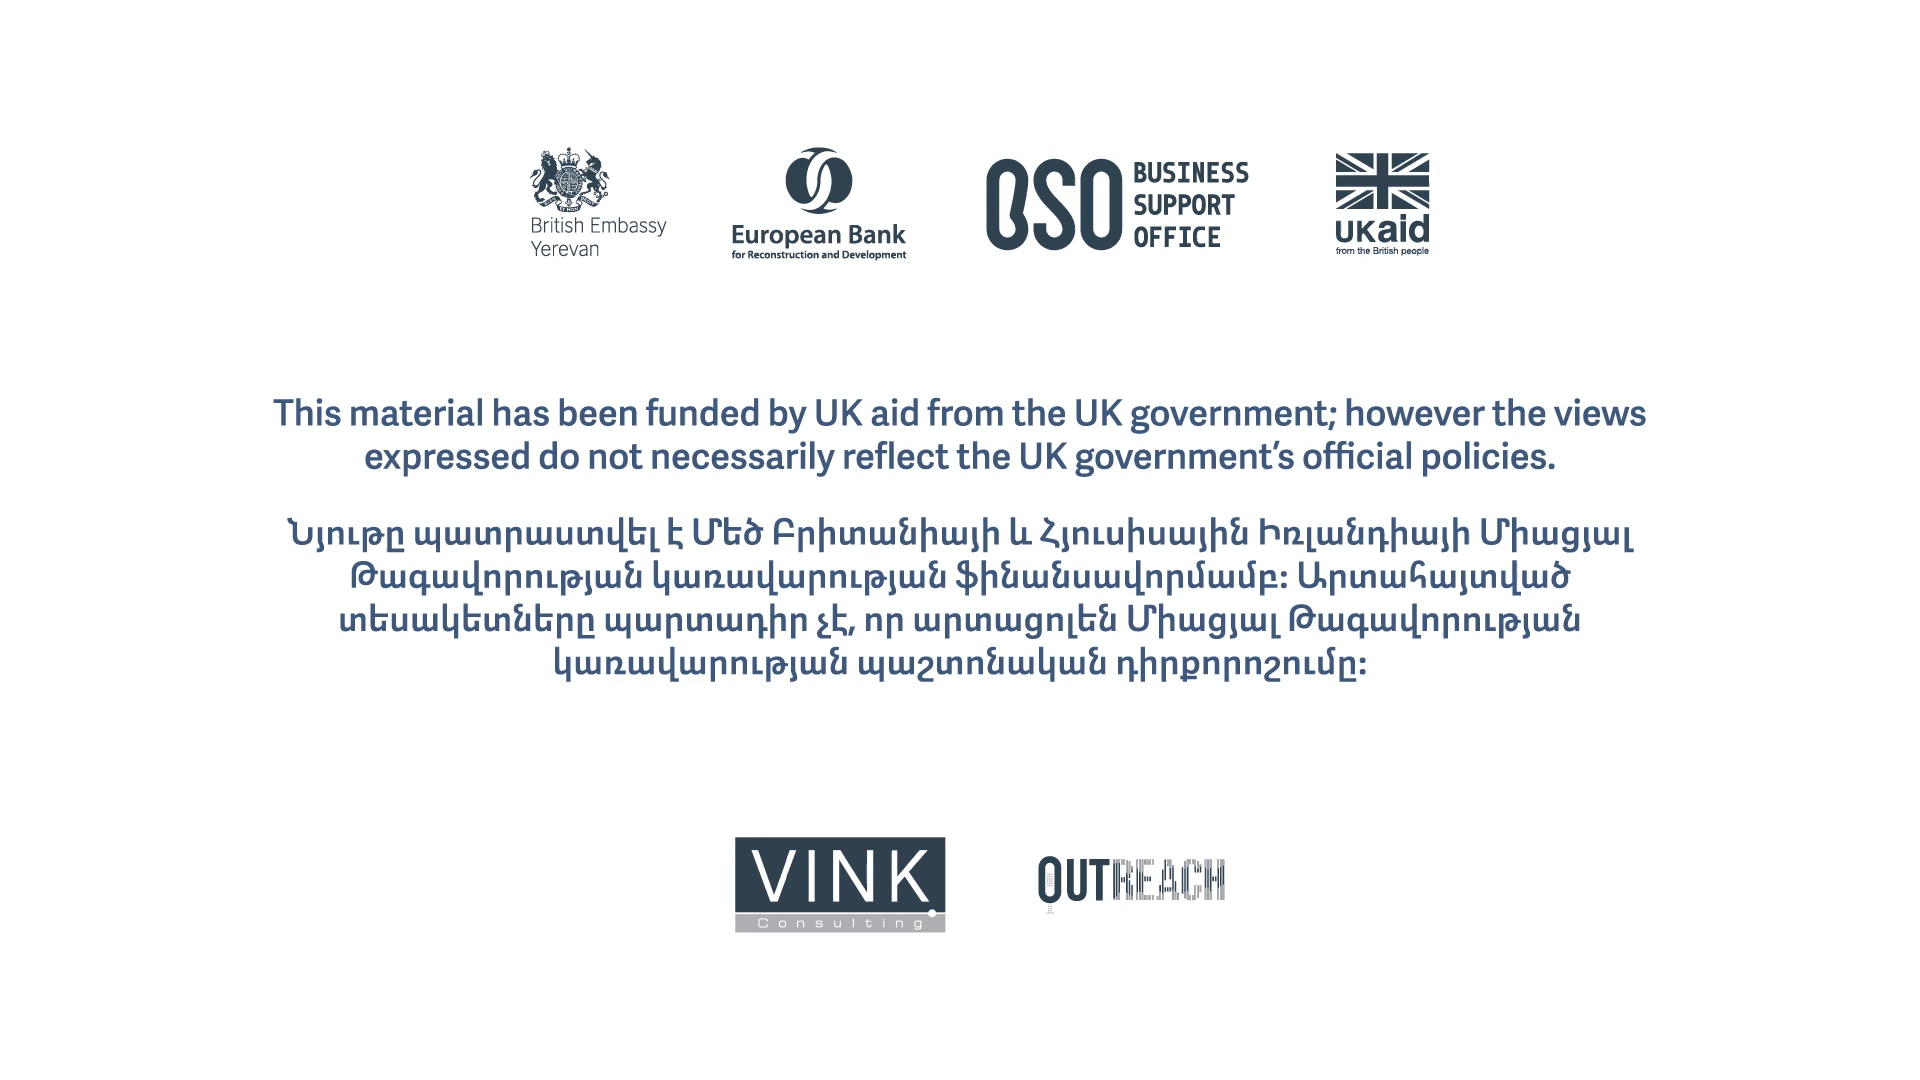 British Embassy
Yerevan
European Bank
for Reconstruction and Development
BSO
BUSINESS
SUPPORT
OFFICE
UKaid
from the British people
This material has been funded by UK aid from the UK government; however the views
expressed do not necessarily reflect the UK government’s official policies.
Նյութը պատրաստվել է Մեծ Բրիտանիայի և Հյուսիսային Իռլանդիայի Միացյալ
Թագավորության կառավարության ֆինանսավորմամբ: Արտահայտված
տեսակետները պարտադիր չէ, որ արտացոլեն Միացյալ Թագավորության
կառավարության պաշտոնական դիրքորոշումը:
VINK.
Consulting
OUTREACH